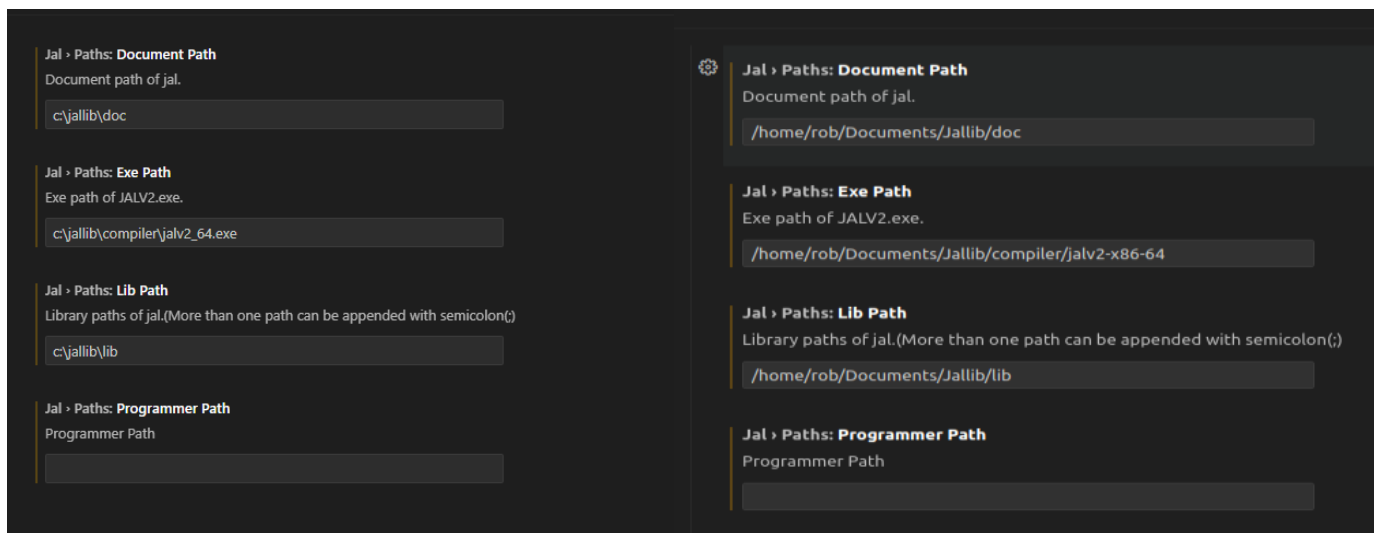 Jal › Paths: Document Path
Document path of jal.
c:\jallib\doc
Jal › Paths: Exe Path
Exe path of JALV2.exe.
c:\jallib\compiler\jalv2_64.exe
Jal › Paths: Lib Path
Library paths of jal.(More than one path can be appended with semicolon(;)
c:\jallib\lib
Jal › Paths: Programmer Path
Programmer Path
Jal › Paths: Document Path
Document path of jal.
/home/rob/Documents/Jallib/doc
Jal › Paths: Exe Path
Exe path of JALV2.exe.
/home/rob/Documents/Jallib/compiler/jalv2-x86-64
Jal › Paths: Lib Path
Library paths of jal.(More than one path can be appended with semicolon(;)
/home/rob/Documents/Jallib/lib
Jal › Paths: Programmer Path
Programmer Path